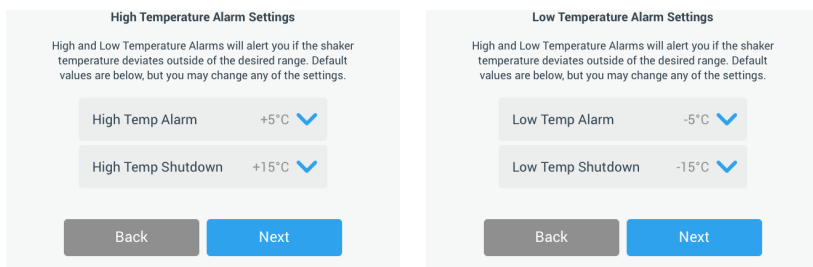 High Temperature Alarm Settings
High and Low Temperature Alarms will alert you if the shaker
temperature deviates outside of the desired range. Default
values are below, but you may change any of the settings.
High Temp Alarm +5°C
High Temp Shutdown +15°C
Back Next
Low Temperature Alarm Settings
High and Low Temperature Alarms will alert you if the shaker
temperature deviates outside of the desired range. Default
values are below, but you may change any of the settings.
Low Temp Alarm -5°C
Low Temp Shutdown -15°C
Back Next